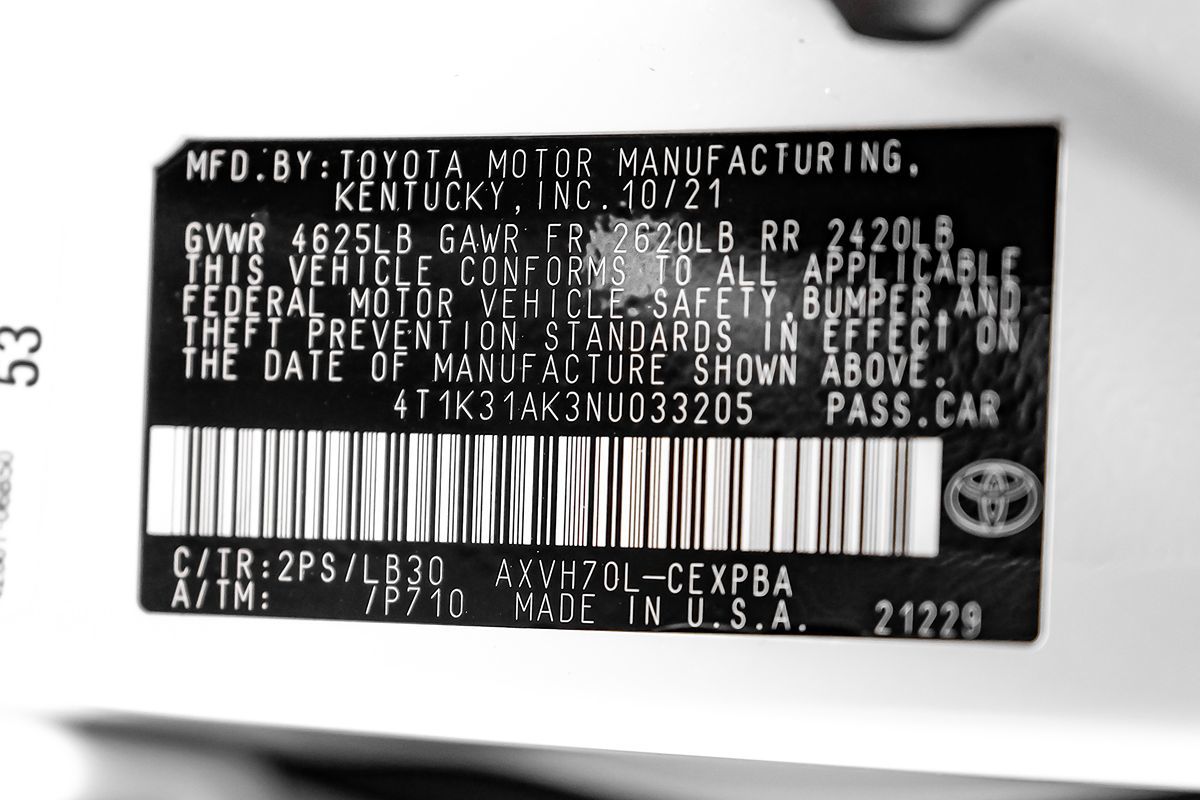 MFD.BY:TOYOTA MOTOR MANUFACTURING,
KENTUCKY,INC.10/21
GVWR 4625LB GAWR FR 2620LB RR 2420LB
THIS VEHICLE CONFORMS TO ALL APPLICABLE
FEDERAL MOTOR VEHICLE SAFETY,BUMPER,AND
THEFT PREVENTION STANDARDS IN EFFECT ON
THE DATE OF MANUFACTURE SHOWN ABOVE.
4T1K31AK3NU033205 PASS.CAR
C/TR:2PS/LB30 AXVH70L-CEXPBA
A/TM: /P710 MADE IN U.S.A. 21229
53